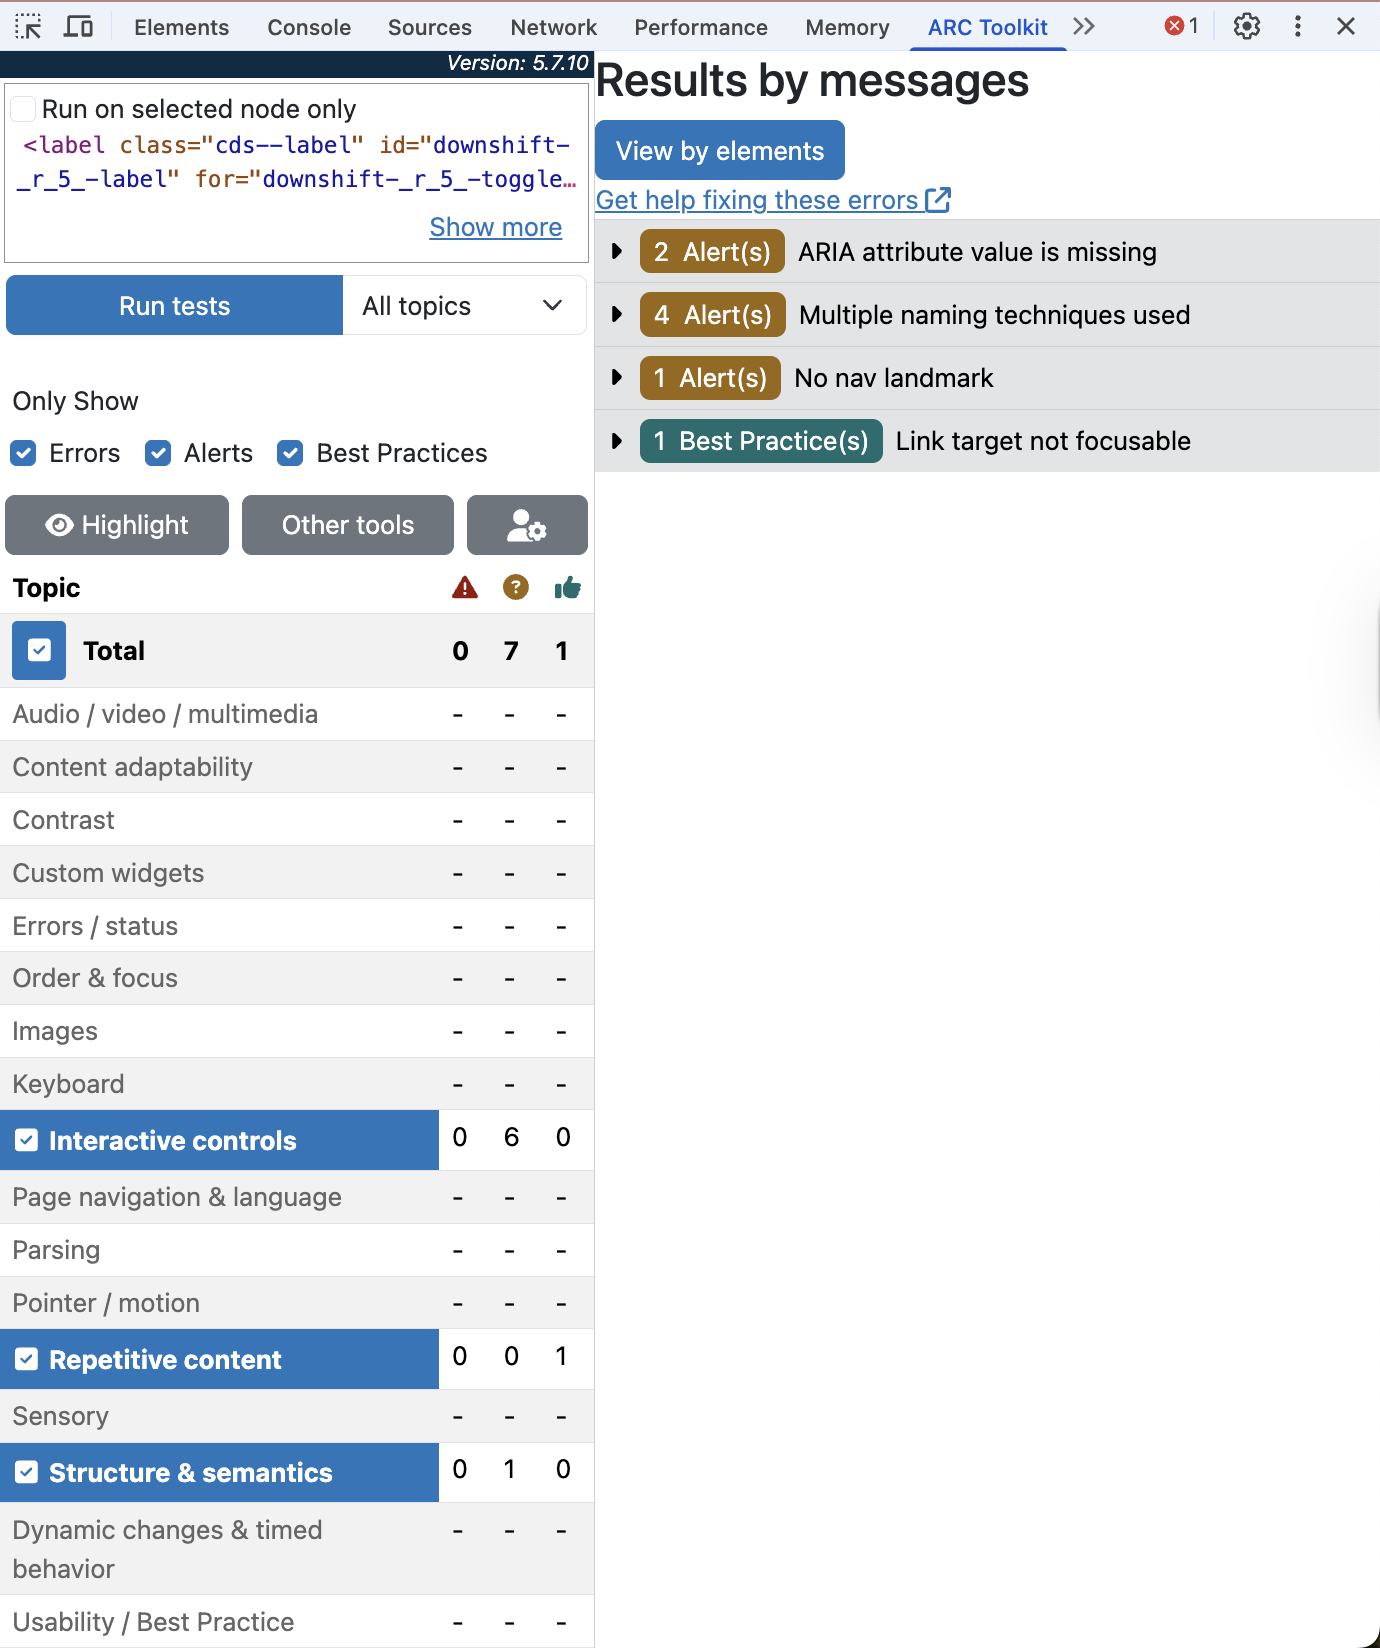 Elements Console Sources Network Performance Memory ARC Toolkit 1
Version: 5.7.10
Run on selected node only
<label class="cds--label" id="downshift-
_r_5_-label" for="downshift-_r_5_-toggle…
Show more
Run tests All topics
Only Show
Errors Alerts Best Practices
Highlight Other tools
Topic
Total 0 7 1
Audio / video / multimedia - - -
Content adaptability - - -
Contrast - - -
Custom widgets - - -
Errors / status - - -
Order & focus - - -
Images - - -
Keyboard - - -
Interactive controls 0 6 0
Page navigation & language - - -
Parsing - - -
Pointer / motion - - -
Repetitive content 0 0 1
Sensory - - -
Structure & semantics 0 1 0
Dynamic changes & timed - - -
behavior
Usability / Best Practice - - -
Results by messages
View by elements
Get help fixing these errors
2 Alert(s) ARIA attribute value is missing
4 Alert(s) Multiple naming techniques used
1 Alert(s) No nav landmark
1 Best Practice(s) Link target not focusable